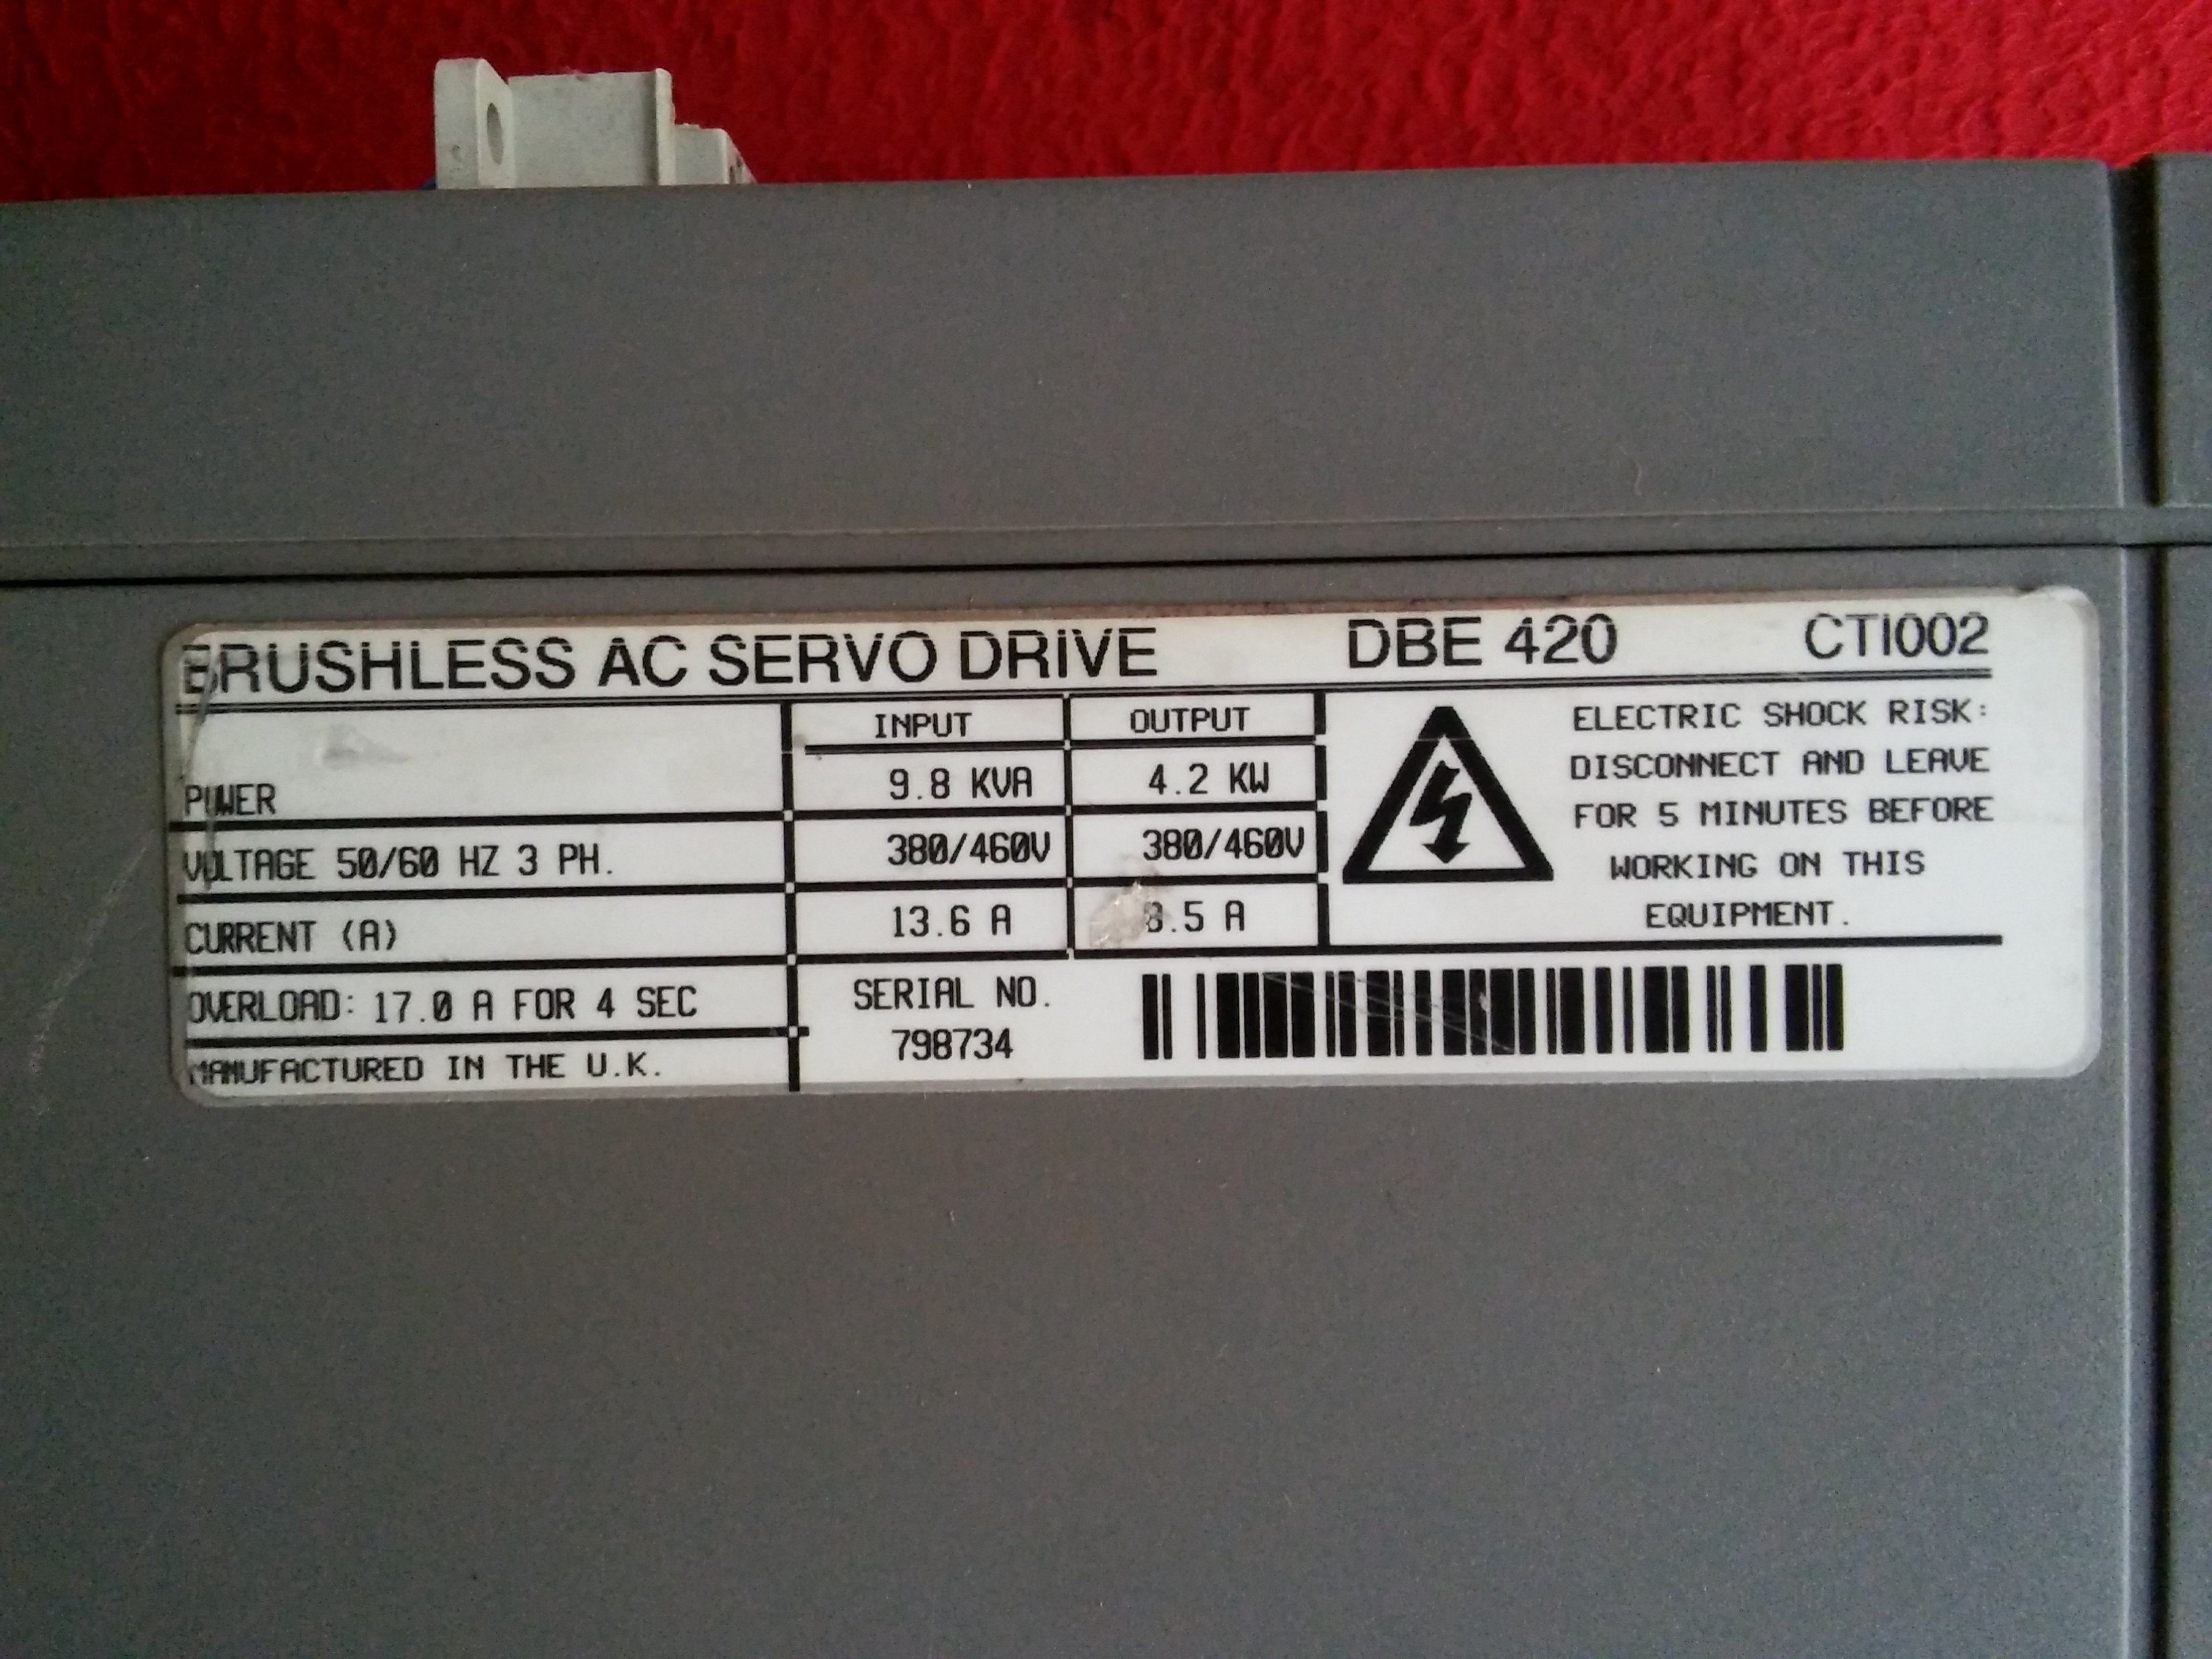 BRUSHLESS AC SERVO DRIVE DBE 420 CTI002
INPUT OUTPUT
POWER 9.8 KVA 4.2 KW
VOLTAGE 50/60 HZ 3 PH. 380/460V 380/460V
CURRENT (A) 13.6 A 8.5 A
OVERLOAD: 17.0 A FOR 4 SEC
MANUFACTURED IN THE U.K.
SERIAL NO.
798734
ELECTRIC SHOCK RISK:
DISCONNECT AND LEAVE
FOR 5 MINUTES BEFORE
WORKING ON THIS
EQUIPMENT.